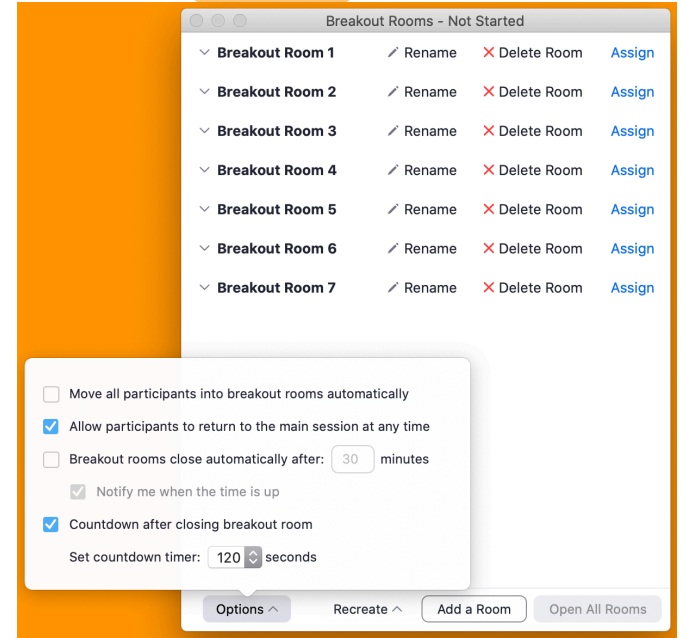 Breakout Rooms - Not Started
Breakout Room 1 Rename Delete Room Assign
Breakout Room 2 Rename Delete Room Assign
Breakout Room 3 Rename Delete Room Assign
Breakout Room 4 Rename Delete Room Assign
Breakout Room 5 Rename Delete Room Assign
Breakout Room 6 Rename Delete Room Assign
Breakout Room 7 Rename Delete Room Assign
Move all participants into breakout rooms automatically
Allow participants to return to the main session at any time
Breakout rooms close automatically after: 30 minutes
Notify me when the time is up
Countdown after closing breakout room
Set countdown timer: 120 seconds
Options Recreate Add a Room Open All Rooms